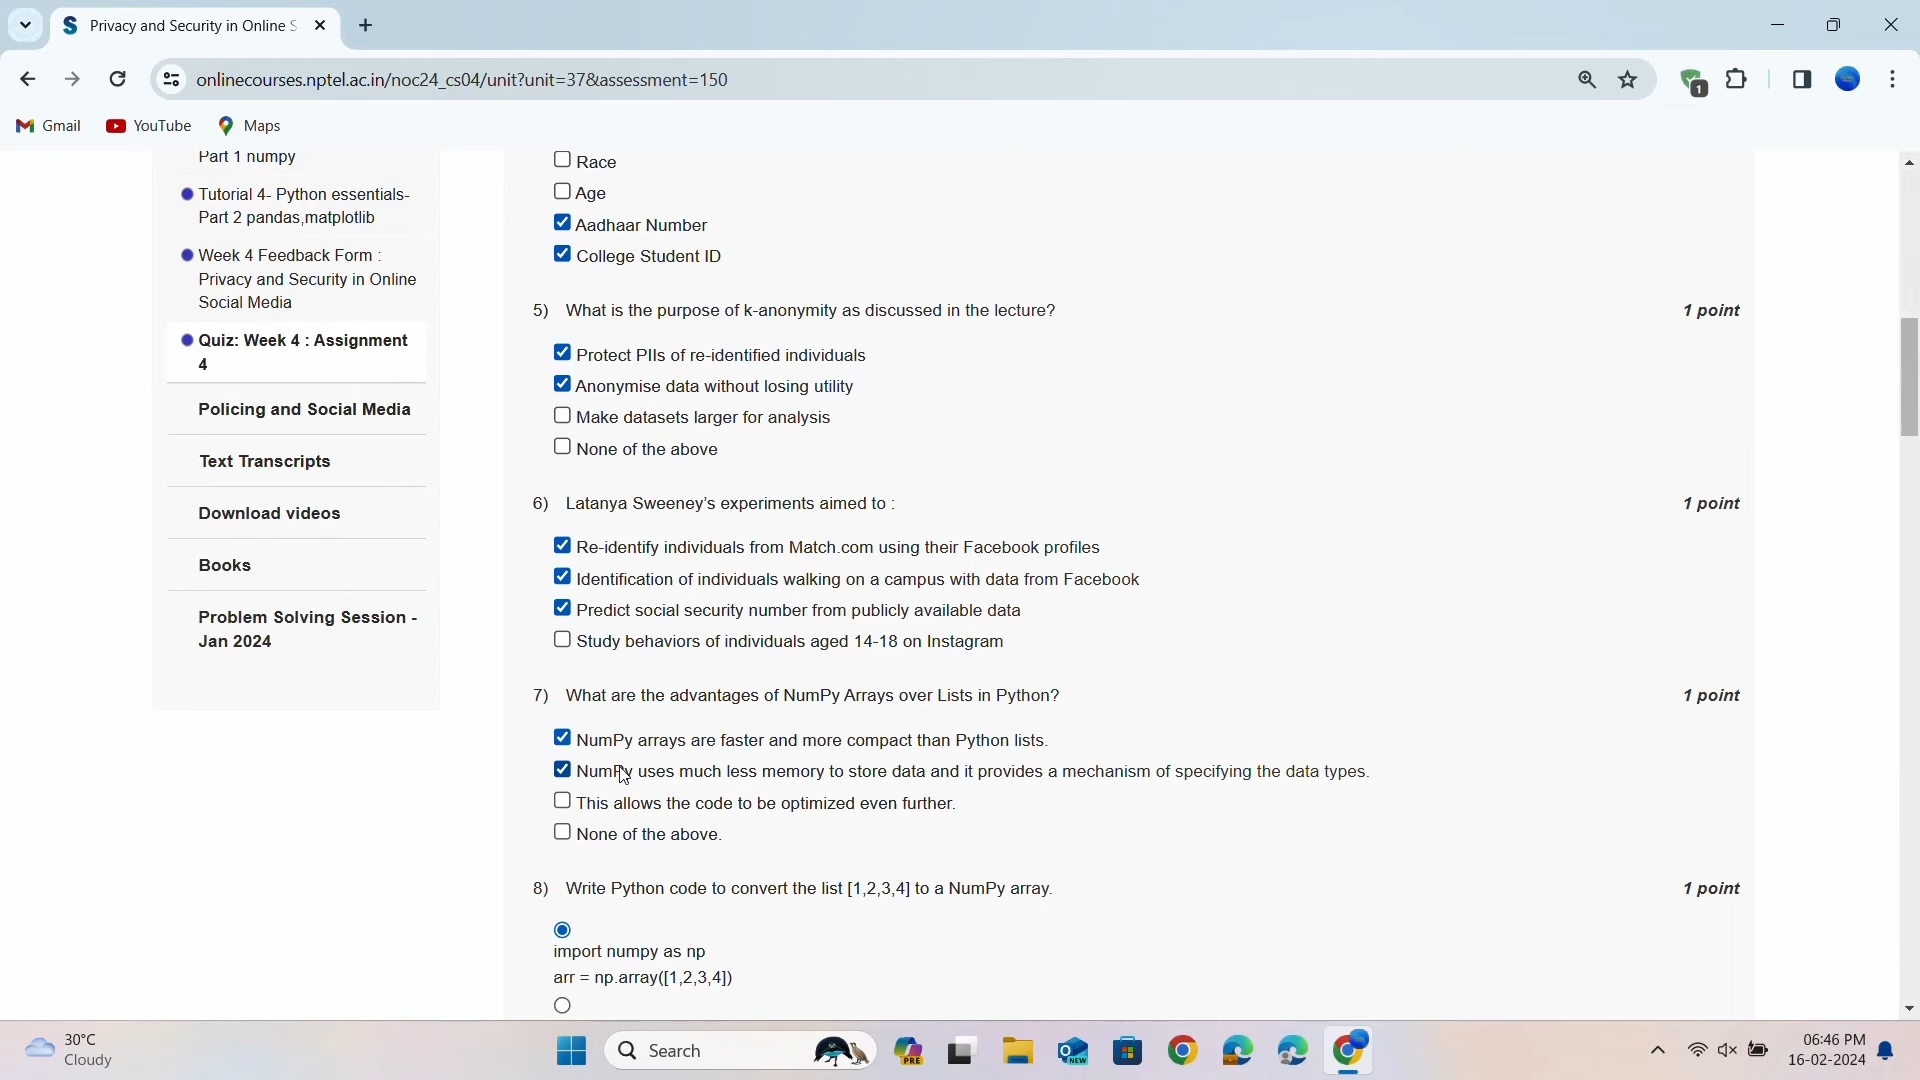 Privacy and Security in Online S
onlinecourses.nptel.ac.in/noc24_cs04/unit?unit=37&assessment=150
1
Gmail
YouTube
Maps
Part 1 numpy
Tutorial 4- Python essentials-
Part 2 pandas,matplotlib
Week 4 Feedback Form :
Privacy and Security in Online
Social Media
Quiz: Week 4 : Assignment
4
Policing and Social Media
Text Transcripts
Download videos
Books
Problem Solving Session -
Jan 2024
Race
Age
Aadhaar Number
College Student ID
5) What is the purpose of k-anonymity as discussed in the lecture? 1 point
Protect PIIs of re-identified individuals
Anonymise data without losing utility
Make datasets larger for analysis
None of the above
6) Latanya Sweeney's experiments aimed to : 1 point
Re-identify individuals from Match.com using their Facebook profiles
Identification of individuals walking on a campus with data from Facebook
Predict social security number from publicly available data
Study behaviors of individuals aged 14-18 on Instagram
7) What are the advantages of NumPy Arrays over Lists in Python? 1 point
NumPy arrays are faster and more compact than Python lists.
NumPy uses much less memory to store data and it provides a mechanism of specifying the data types.
This allows the code to be optimized even further.
None of the above.
8) Write Python code to convert the list [1,2,3,4] to a NumPy array. 1 point
import numpy as np
arr = np.array([1,2,3,4])
30°C
Cloudy
Search
PRE
NEW
06:46 PM
16-02-2024